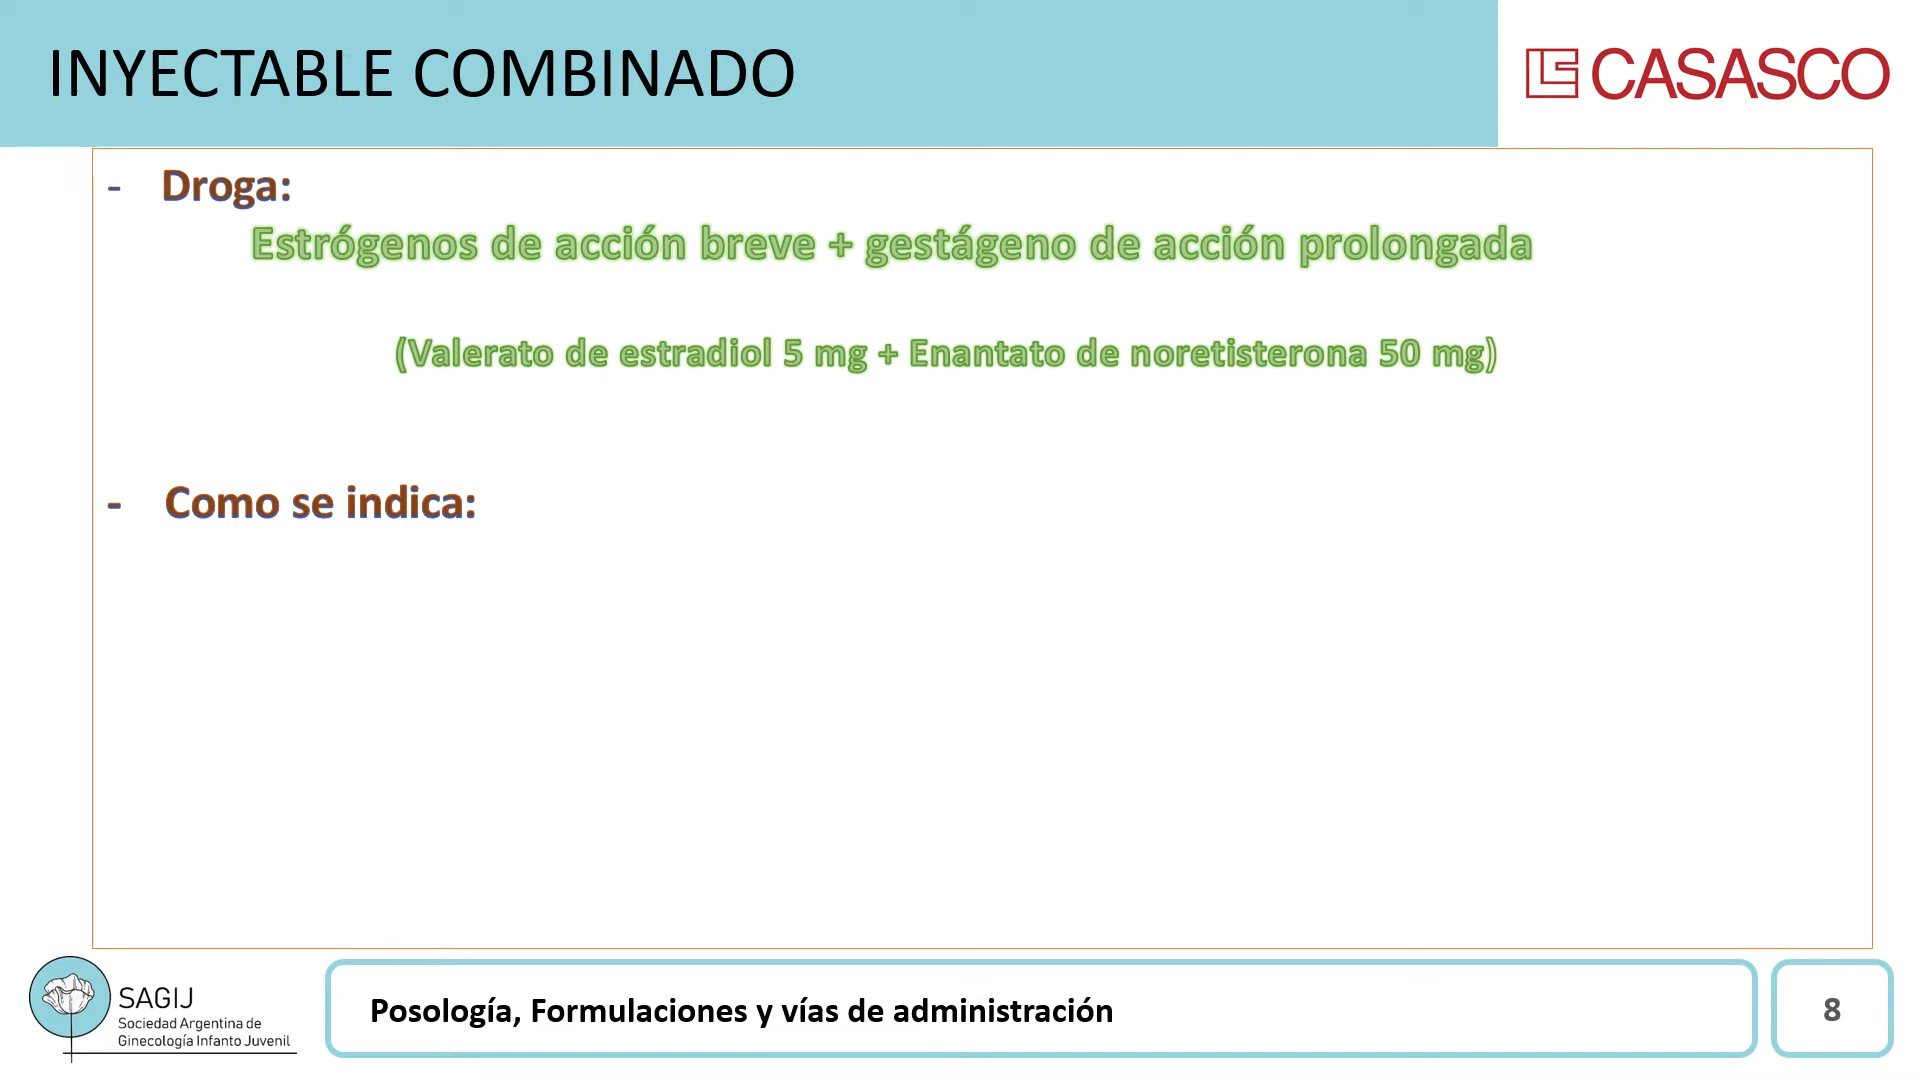 INYECTABLE COMBINADO
CASASCO
- Droga:
Estrógenos de acción breve + gestágeno de acción prolongada
(Valerato de estradiol 5 mg + Enantato de noretisterona 50 mg)
- Como se indica:
SAGIJ
Sociedad Argentina de
Ginecología Infanto Juvenil
Posología, Formulaciones y vías de administración
8